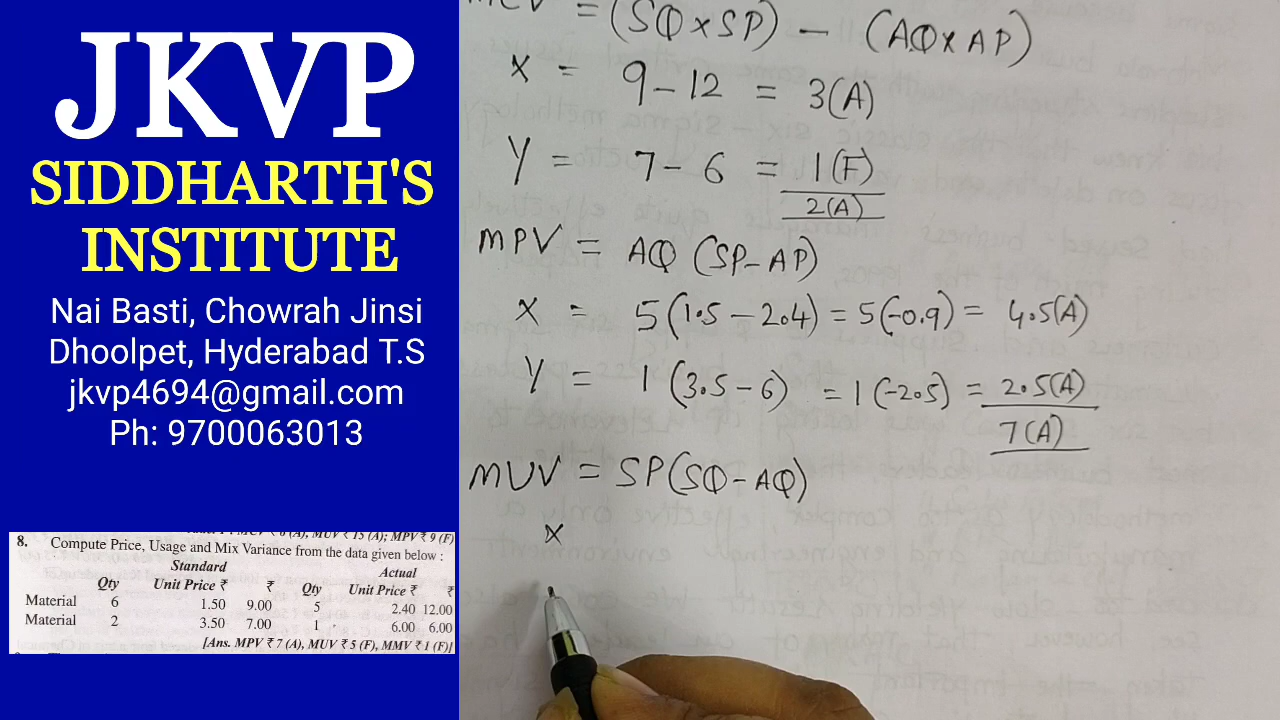 JKVP
SIDDHARTH'S
INSTITUTE
Nai Basti, Chowrah Jinsi
Dhoolpet, Hyderabad T.S
jkvp4694@gmail.com
Ph: 9700063013
MUV ₹ 15 (A); MPV ₹ 9 (F)
8. Compute Price, Usage and Mix Variance from the data given below :
Standard Actual
Qty Unit Price ₹ ₹ Qty Unit Price ₹ ₹
Material 6 1.50 9.00 5 2.40 12.00
Material 2 3.50 7.00 1 6.00 6.00
[Ans. MPV ₹ 7 (A), MUV ₹ 5 (F), MMV ₹ 1 (F)]
MCV = (SQ x SP) - (AQ x AP)
X = 9 - 12 = 3(A)
Y = 7 - 6 = 1(F)
2(A)
MPV = AQ (SP - AP)
X = 5(1.5 - 2.4) = 5(-0.9) = 4.5(A)
Y = 1 (3.5 - 6) = 1 (-2.5) = 2.5(A)
7(A)
MUV = SP(SQ - AQ)
X